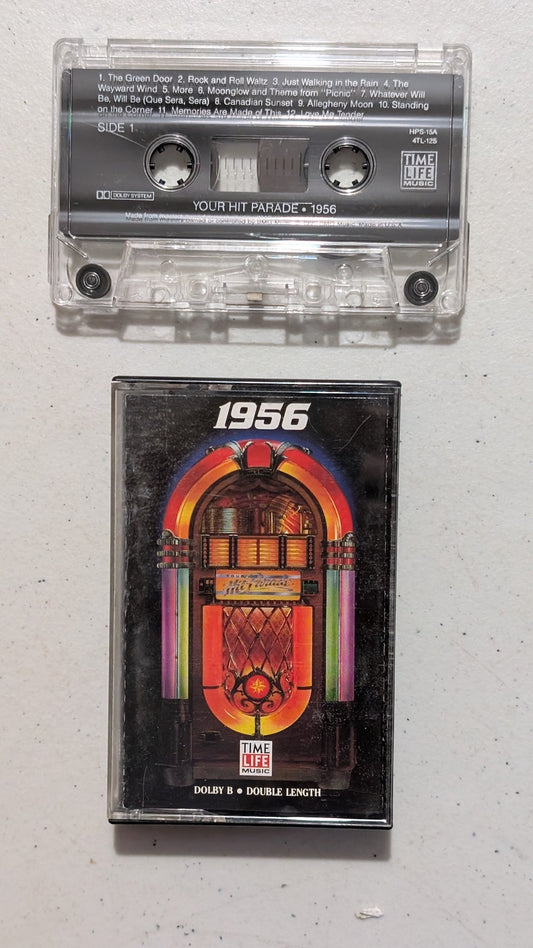 1. The Green Door 2. Rock and Roll Waltz 3. Just Walking in the Rain 4. The
Wayward Wind 5. More 6. Moonglow and Theme from "Picnic" 7. Whatever Will
Be, Will Be (Que Sera, Sera) 8. Canadian Sunset 9. Allegheny Moon 10. Standing
on the Corner 11. Memories Are Made of This 12. Love Me Tender
SIDE 1
HPS-15A
4TL-125
TIME
LIFE
MUSIC
DOLBY SYSTEM
YOUR HIT PARADE • 1956
1956
YOUR
Hit Parade
TIME
LIFE
MUSIC
DOLBY B • DOUBLE LENGTH